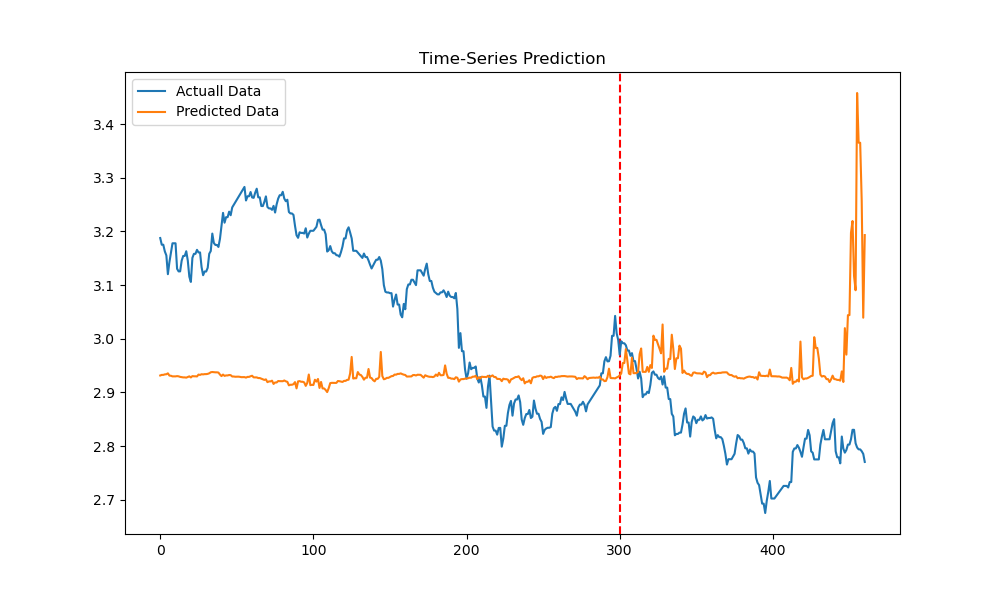 Time-Series Prediction
Actuall Data
Predicted Data
3.4
3.3
3.2
3.1
3.0
2.9
2.8
2.7
0 100 200 300 400